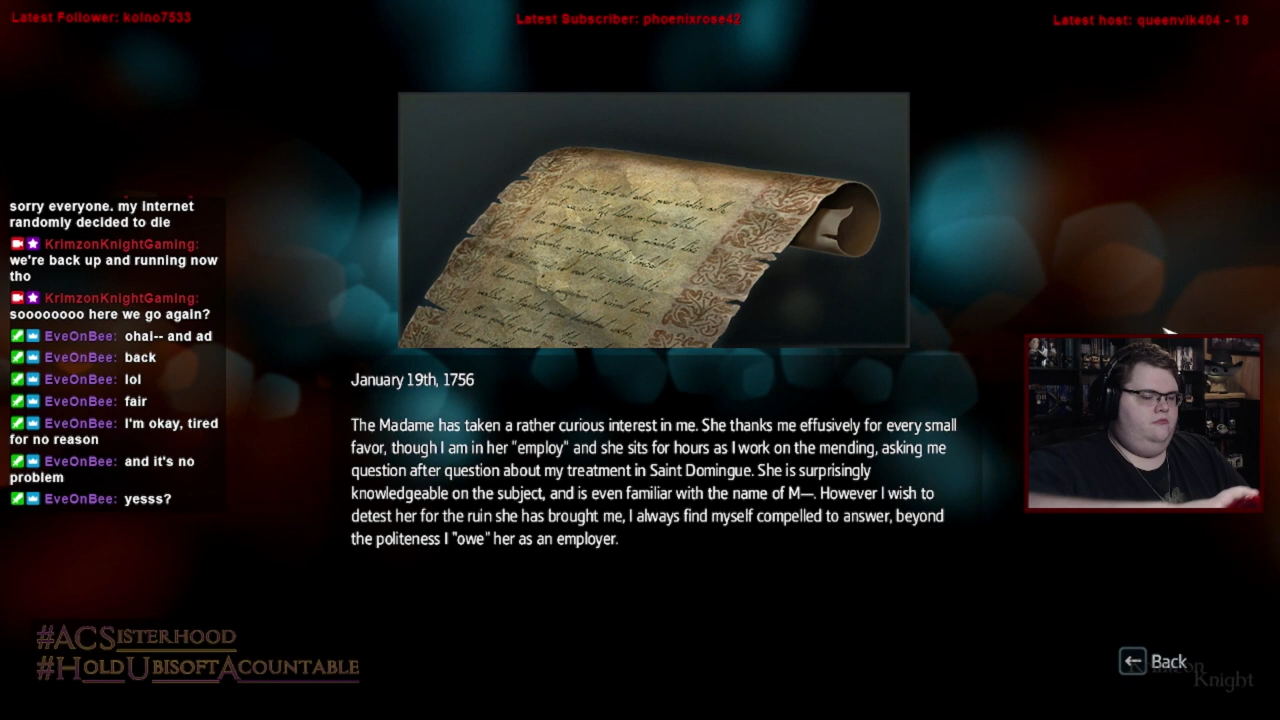 Latest Follower: kolno7533
Latest Subscriber: phoenixrose42
Latest host: queenvik404 - 18
sorry everyone. my internet
randomly decided to die
KrimzonKnightGaming:
we're back up and running now
tho
KrimzonKnightGaming:
soooooooo here we go again?
EveOnBee: ohai-- and ad
EveOnBee: back
EveOnBee: lol
EveOnBee: fair
EveOnBee: I'm okay, tired
for no reason
EveOnBee: and it's no
problem
EveOnBee: yesss?
January 19th, 1756
The Madame has taken a rather curious interest in me. She thanks me effusively for every small
favor, though I am in her "employ" and she sits for hours as I work on the mending, asking me
question after question about my treatment in Saint Domingue. She is surprisingly
knowledgeable on the subject, and is even familiar with the name of M—. However I wish to
detest her for the ruin she has brought me, I always find myself compelled to answer, beyond
the politeness I "owe" her as an employer.
#ACSisterhood
#HoldUbisoftAcountable
Back
Knight